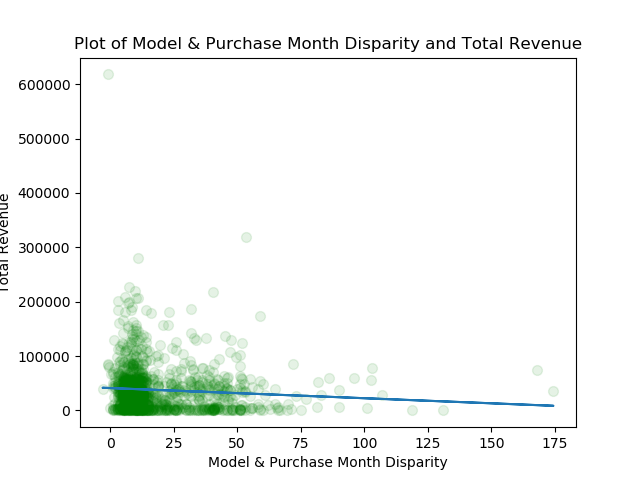 Plot of Model & Purchase Month Disparity and Total Revenue
600000
500000
400000
300000
200000
100000
0
Total Revenue
0 25 50 75 100 125 150 175
Model & Purchase Month Disparity